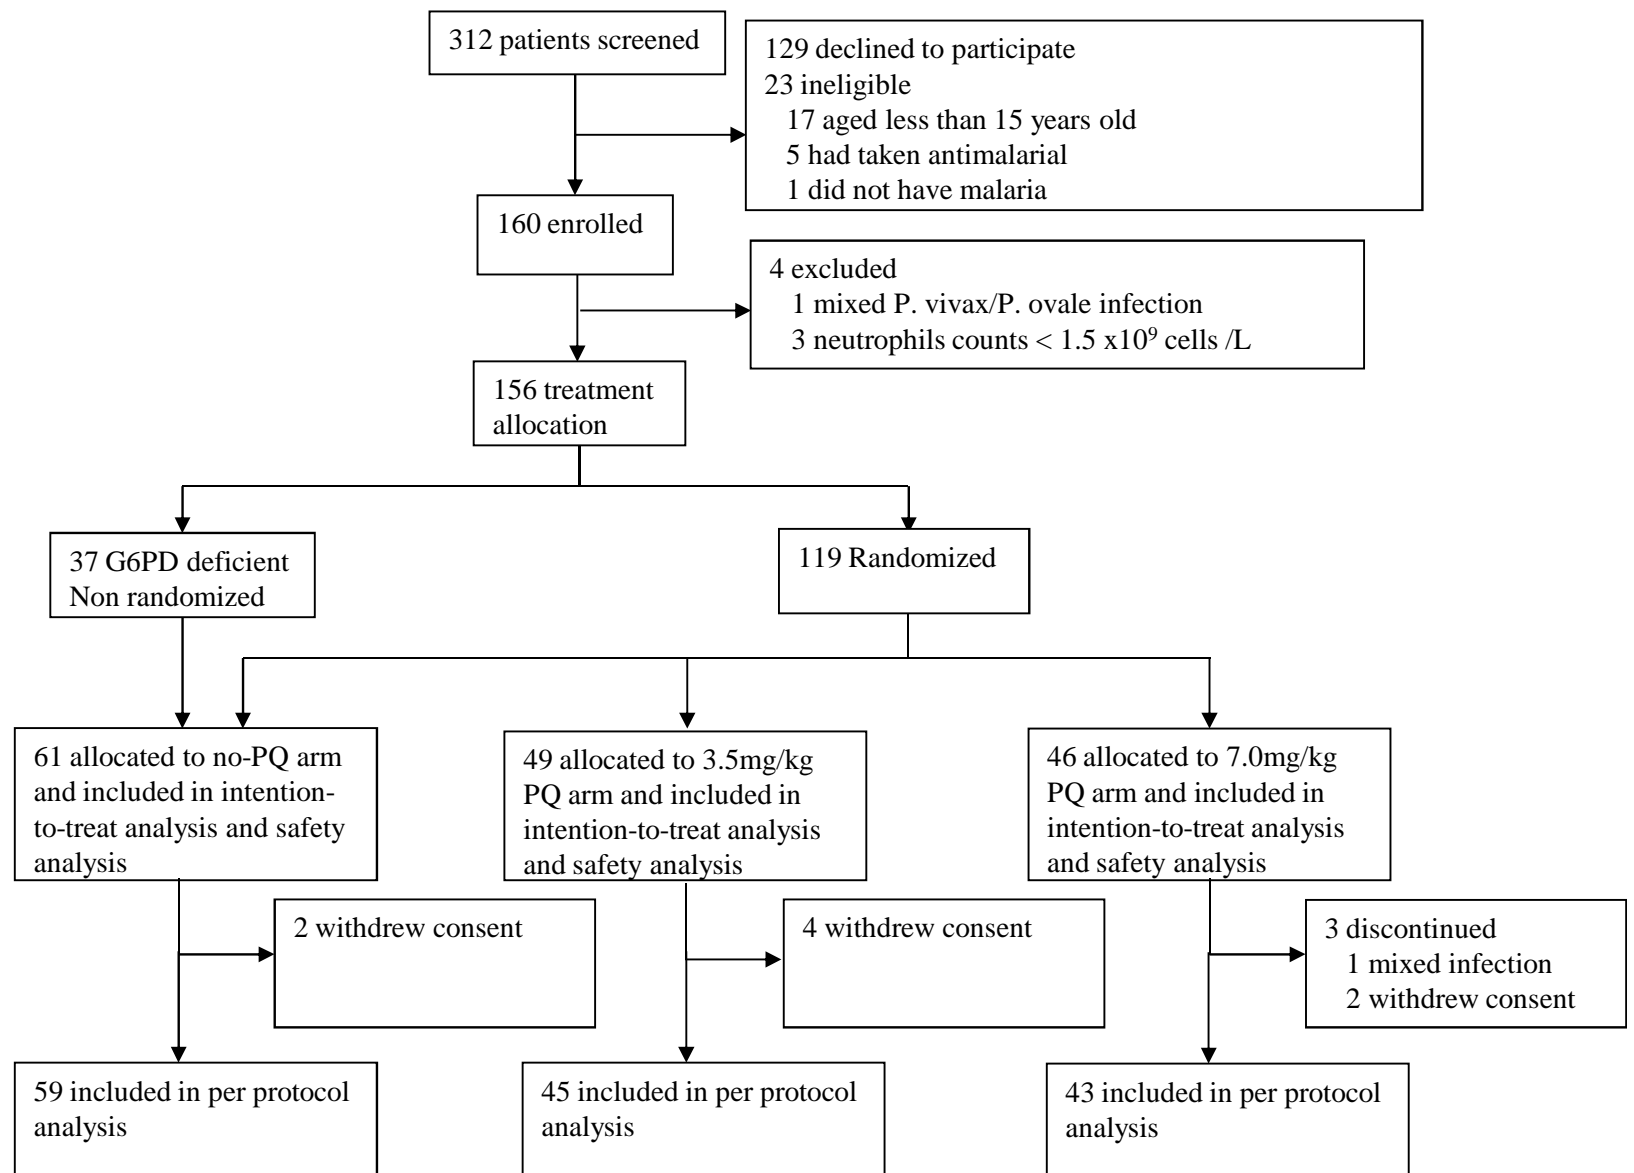 312 patients screened
129 declined to participate
23 ineligible
17 aged less than 15 years old
5 had taken antimalarial
1 did not have malaria
160 enrolled
4 excluded
1 mixed P. vivax/P. ovale infection
3 neutrophils counts < 1.5 x10⁹ cells /L
156 treatment
allocation
37 G6PD deficient
Non randomized
119 Randomized
61 allocated to no-PQ arm
and included in intention-
to-treat analysis and safety
analysis
49 allocated to 3.5mg/kg
PQ arm and included in
intention-to-treat analysis
and safety analysis
46 allocated to 7.0mg/kg
PQ arm and included in
intention-to-treat analysis
and safety analysis
2 withdrew consent
4 withdrew consent
3 discontinued
1 mixed infection
2 withdrew consent
59 included in per protocol
analysis
45 included in per protocol
analysis
43 included in per protocol
analysis